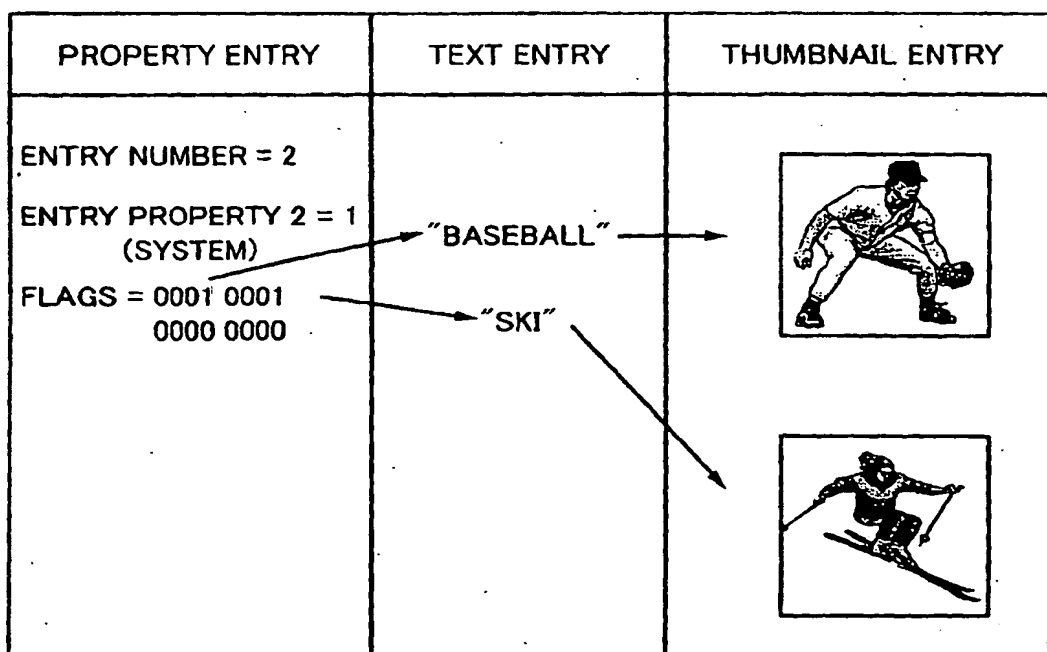 PROPERTY ENTRY
TEXT ENTRY
THUMBNAIL ENTRY
ENTRY NUMBER = 2
ENTRY PROPERTY 2 = 1
(SYSTEM)
FLAGS = 0001 0001
0000 0000
"BASEBALL"
"SKI"